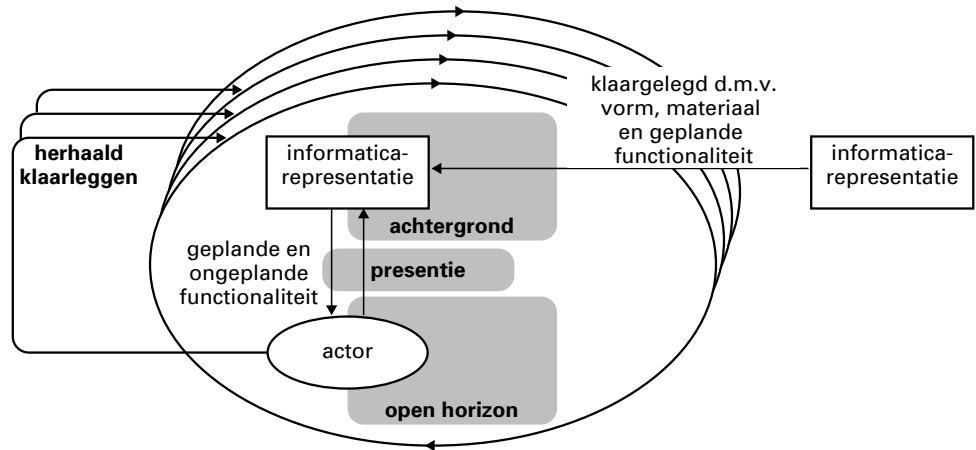 klaargelegd d.m.v.
vorm, materiaal
en geplande
functionaliteit
herhaald
klaarleggen
informatica-
representatie
informatica-
representatie
achtergrond
geplande en
ongeplande
functionaliteit
presentie
actor
open horizon